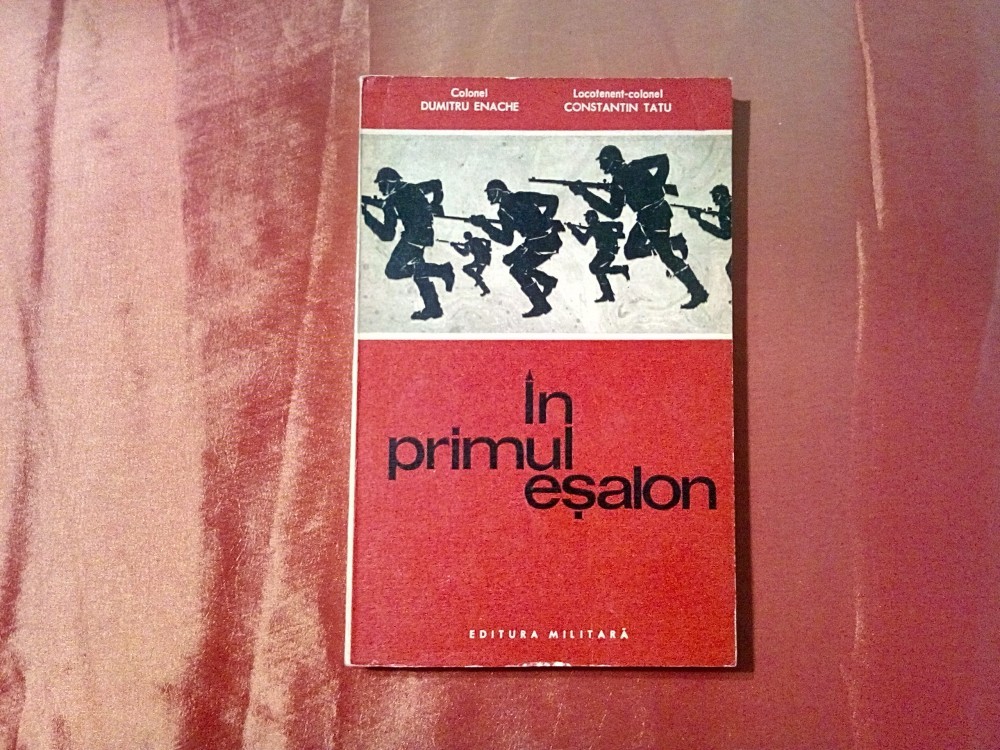 Colonel
DUMITRU ENACHE
Locotenent-colonel
CONSTANTIN TATU
În
primul
eșalon
EDITURA MILITARĂ